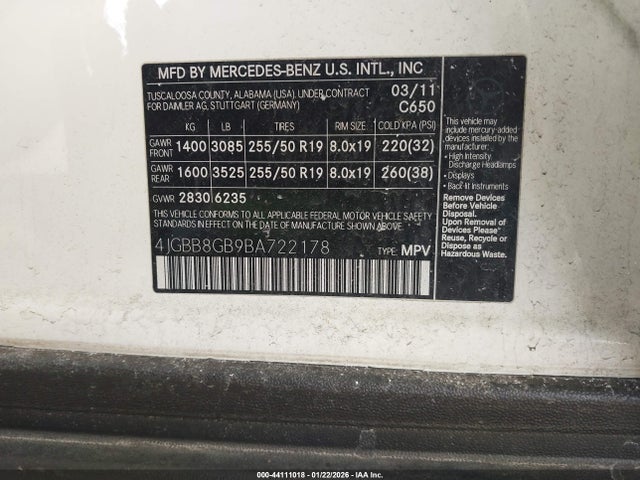 MFD BY MERCEDES-BENZ U.S. INTL., INC
TUSCALOOSA COUNTY, ALABAMA (USA), UNDER CONTRACT
FOR DAIMLER AG, STUTTGART (GERMANY)
03/11
C650
KG LB TIRES RIM SIZE COLD KPA (PSI)
GAWR FRONT 1400 3085 255/50 R19 8.0x19 220(32)
GAWR REAR 1600 3525 255/50 R19 8.0x19 260(38)
GVWR 2830 6235
THIS VEHICLE CONFORMS TO ALL APPLICABLE FEDERAL MOTOR VEHICLE SAFETY
STANDARDS IN EFFECT ON THE DATE OF MANUFACTURE SHOWN ABOVE.
4JGBB8GB9BA722178
TYPE: MPV
This vehicle may
include mercury-added
devices installed by the
manufacturer:
• High Intensity
Discharge Headlamps
• Displays
• Back-lit Instruments
Remove Devices
Before Vehicle
Disposal.
Upon Removal of
Devices Please
Reuse, Recycle or
Dispose as
Hazardous Waste.
000-44111018 - 01/22/2026 - IAA Inc.